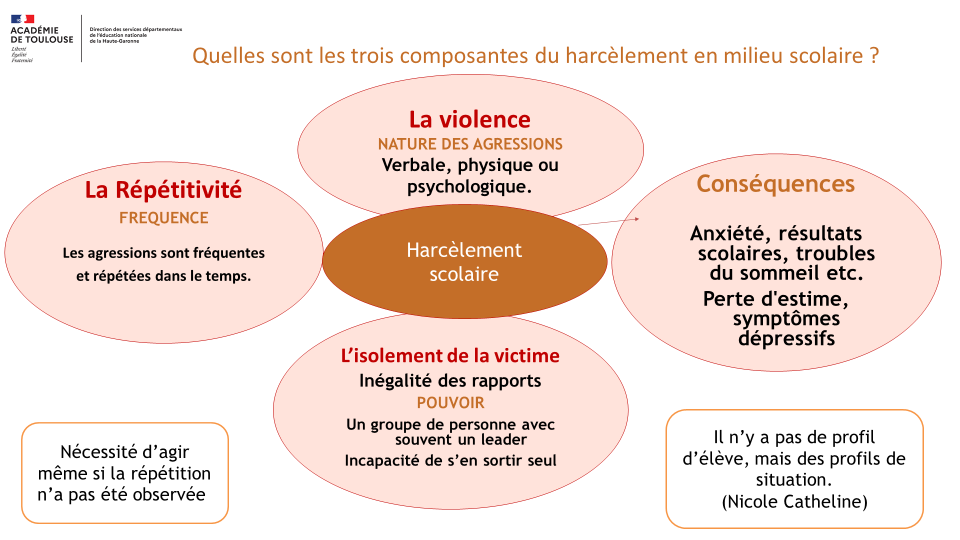 ACADÉMIE
DE TOULOUSE
Liberté
Égalité
Fraternité
Direction des services départementaux
de l'éducation nationale
de la Haute-Garonne
Quelles sont les trois composantes du harcèlement en milieu scolaire ?
La violence
NATURE DES AGRESSIONS
Verbale, physique ou
psychologique.
La Répétitivité
FREQUENCE
Les agressions sont fréquentes
et répétées dans le temps.
Harcèlement
scolaire
Conséquences
Anxiété, résultats
scolaires, troubles
du sommeil etc.
Perte d'estime,
symptômes
dépressifs
L’isolement de la victime
Inégalité des rapports
POUVOIR
Un groupe de personne avec
souvent un leader
Incapacité de s’en sortir seul
Nécessité d’agir
même si la répétition
n’a pas été observée
Il n’y a pas de profil
d’élève, mais des profils de
situation.
(Nicole Catheline)